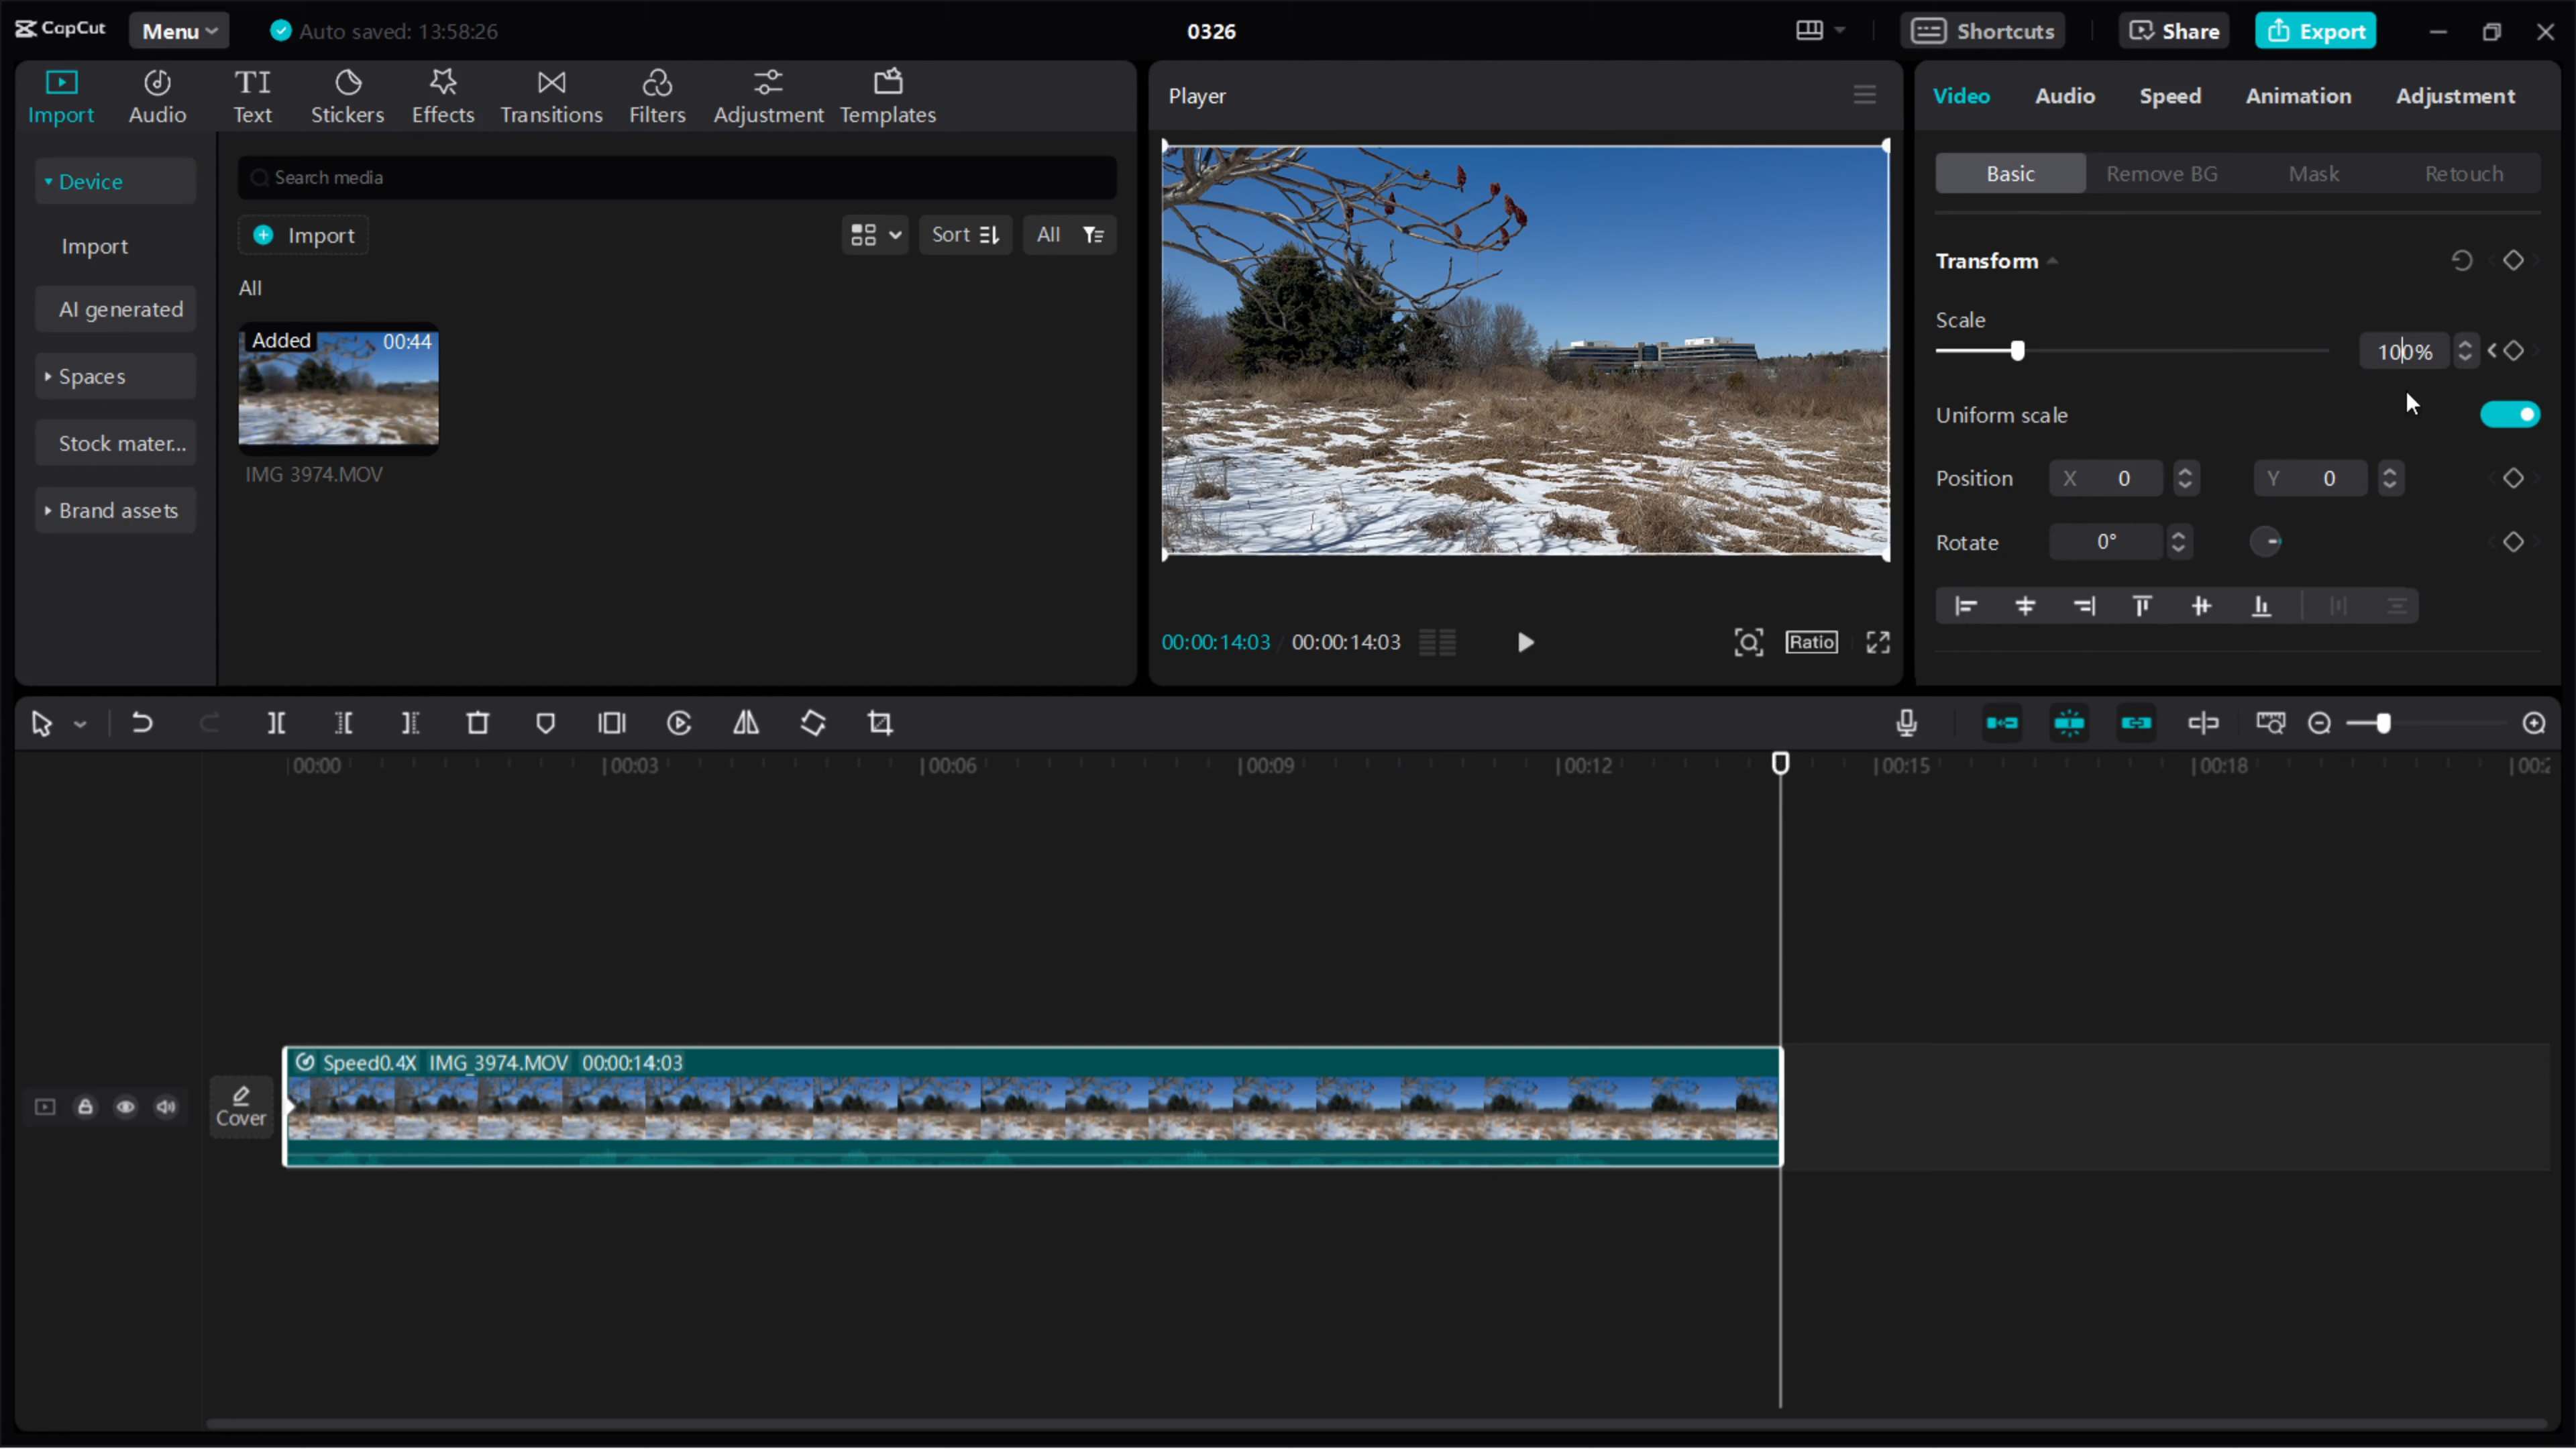 CapCut Menu Auto saved: 13:58:26 0326 Shortcuts Share Export
Import Audio Text Stickers Effects Transitions Filters Adjustment Templates
Device
Import
AI generated
Spaces
Stock mater...
Brand assets
Search media
Import Sort All
All
Added 00:44
IMG 3974.MOV
Player
00:00:14:03 / 00:00:14:03 Ratio
Video Audio Speed Animation Adjustment
Basic Remove BG Mask Retouch
Transform
Scale
100%
Uniform scale
Position X 0 Y 0
Rotate 0°
00:00 00:03 00:06 00:09 00:12 00:15 00:18
Speed0.4X IMG_3974.MOV 00:00:14:03
Cover